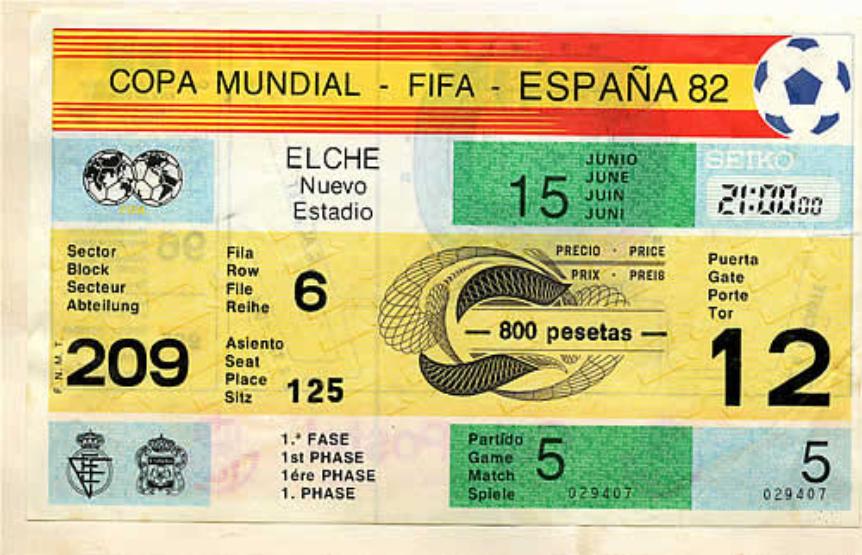 COPA MUNDIAL - FIFA - ESPAÑA 82
ELCHE
Nuevo
Estadio
15
JUNIO
JUNE
JUIN
JUNI
SEIKO
21:00 00
Sector
Block
Secteur
Abteilung
209
F.N.M.T.
Fila
Row
File
Reihe
6
Asiento
Seat
Place
Sitz
125
PRECIO · PRICE
PRIX · PREIS
— 800 pesetas —
Puerta
Gate
Porte
Tor
12
1.ª FASE
1st PHASE
1ére PHASE
1. PHASE
Partido
Game
Match
Spiele
5
029407
5
029407